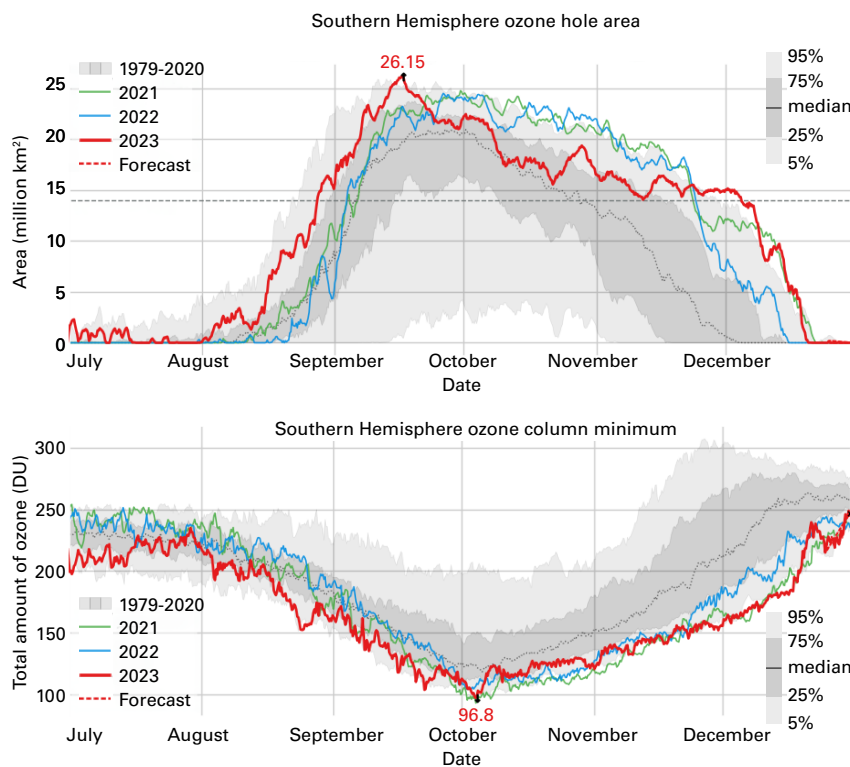 Southern Hemisphere ozone hole area
26.15
1979-2020
2021
2022
2023
Forecast
95%
75%
median
25%
5%
Area (million km²)
25
20
15
10
5
0
July August September October November December
Date
Southern Hemisphere ozone column minimum
Total amount of ozone (DU)
300
250
200
150
100
1979-2020
2021
2022
2023
Forecast
95%
75%
median
25%
5%
96.8
July August September October November December
Date